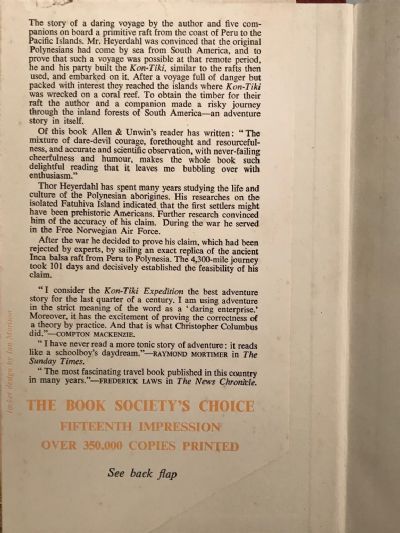 The story of a daring voyage by the author and five com-
panions on board a primitive raft from the coast of Peru to the
Pacific Islands. Mr. Heyerdahl was convinced that the original
Polynesians had come by sea from South America, and to
prove that such a voyage was possible at that remote period,
he and his party built the Kon-Tiki, similar to the rafts then
used, and embarked on it. After a voyage full of danger but
packed with interest they reached the islands where Kon-Tiki
was wrecked on a coral reef. To obtain the timber for their
raft the author and a companion made a risky journey
through the inland forests of South America—an adventure
story in itself.
Of this book Allen & Unwin's reader has written: "The
mixture of dare-devil courage, forethought and resourceful-
ness, and accurate and scientific observation, with never-failing
cheerfulness and humour, makes the whole book such
delightful reading that it leaves me bubbling over with
enthusiasm."
Thor Heyerdahl has spent many years studying the life and
culture of the Polynesian aborigines. His researches on the
isolated Fatuhiva Island indicated that the first settlers might
have been prehistoric Americans. Further research convinced
him of the accuracy of his claim. During the war he served
in the Free Norwegian Air Force.
After the war he decided to prove his claim, which had been
rejected by experts, by sailing an exact replica of the ancient
Inca balsa raft from Peru to Polynesia. The 4,300-mile journey
took 101 days and decisively established the feasibility of his
claim.
"I consider the Kon-Tiki Expedition the best adventure
story for the last quarter of a century. I am using adventure
in the strict meaning of the word as a 'daring enterprise.'
Moreover, it has the excitement of proving the correctness of
a theory by practice. And that is what Christopher Columbus
did."—COMPTON MACKENZIE.
"I have never read a more tonic story of adventure: it reads
like a schoolboy's daydream."—RAYMOND MORTIMER in The
Sunday Times.
"The most fascinating travel book published in this country
in many years."—FREDERICK LAWS in The News Chronicle.
THE BOOK SOCIETY'S CHOICE
FIFTEENTH IMPRESSION
OVER 350,000 COPIES PRINTED
See back flap